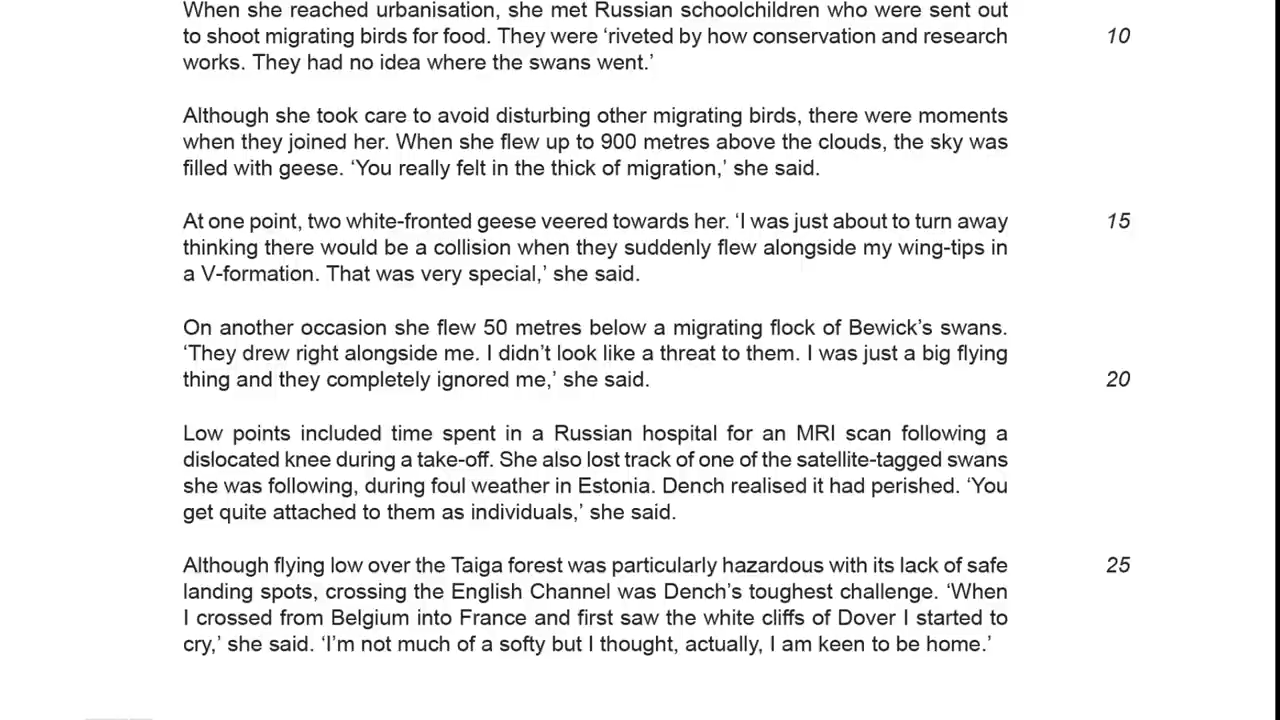 When she reached urbanisation, she met Russian schoolchildren who were sent out
to shoot migrating birds for food. They were ‘riveted by how conservation and research 10
works. They had no idea where the swans went.’
Although she took care to avoid disturbing other migrating birds, there were moments
when they joined her. When she flew up to 900 metres above the clouds, the sky was
filled with geese. ‘You really felt in the thick of migration,’ she said.
At one point, two white-fronted geese veered towards her. ‘I was just about to turn away 15
thinking there would be a collision when they suddenly flew alongside my wing-tips in
a V-formation. That was very special,’ she said.
On another occasion she flew 50 metres below a migrating flock of Bewick’s swans.
‘They drew right alongside me. I didn’t look like a threat to them. I was just a big flying
thing and they completely ignored me,’ she said. 20
Low points included time spent in a Russian hospital for an MRI scan following a
dislocated knee during a take-off. She also lost track of one of the satellite-tagged swans
she was following, during foul weather in Estonia. Dench realised it had perished. ‘You
get quite attached to them as individuals,’ she said.
Although flying low over the Taiga forest was particularly hazardous with its lack of safe 25
landing spots, crossing the English Channel was Dench’s toughest challenge. ‘When
I crossed from Belgium into France and first saw the white cliffs of Dover I started to
cry,’ she said. ‘I’m not much of a softy but I thought, actually, I am keen to be home.’